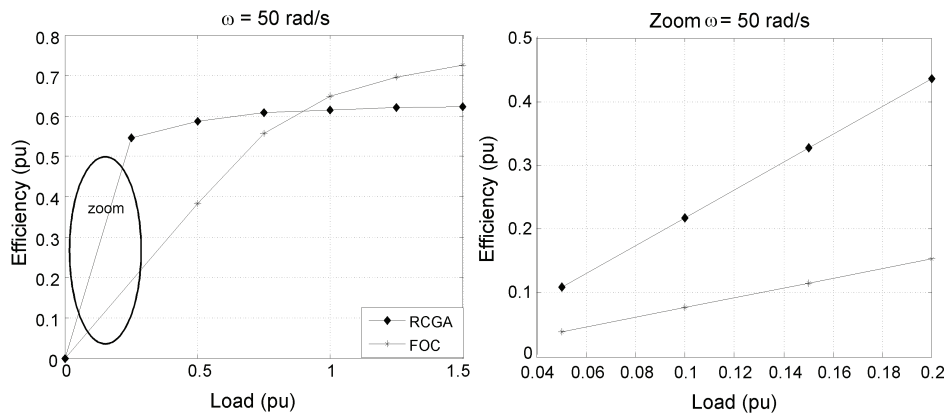 ω = 50 rad/s
Efficiency (pu)
0.8
0.7
0.6
0.5
0.4
0.3
0.2
0.1
0
zoom
RCGA
FOC
0 0.5 1 1.5
Load (pu)
Zoom ω = 50 rad/s
Efficiency (pu)
0.5
0.4
0.3
0.2
0.1
0
0.04 0.06 0.08 0.1 0.12 0.14 0.16 0.18 0.2
Load (pu)